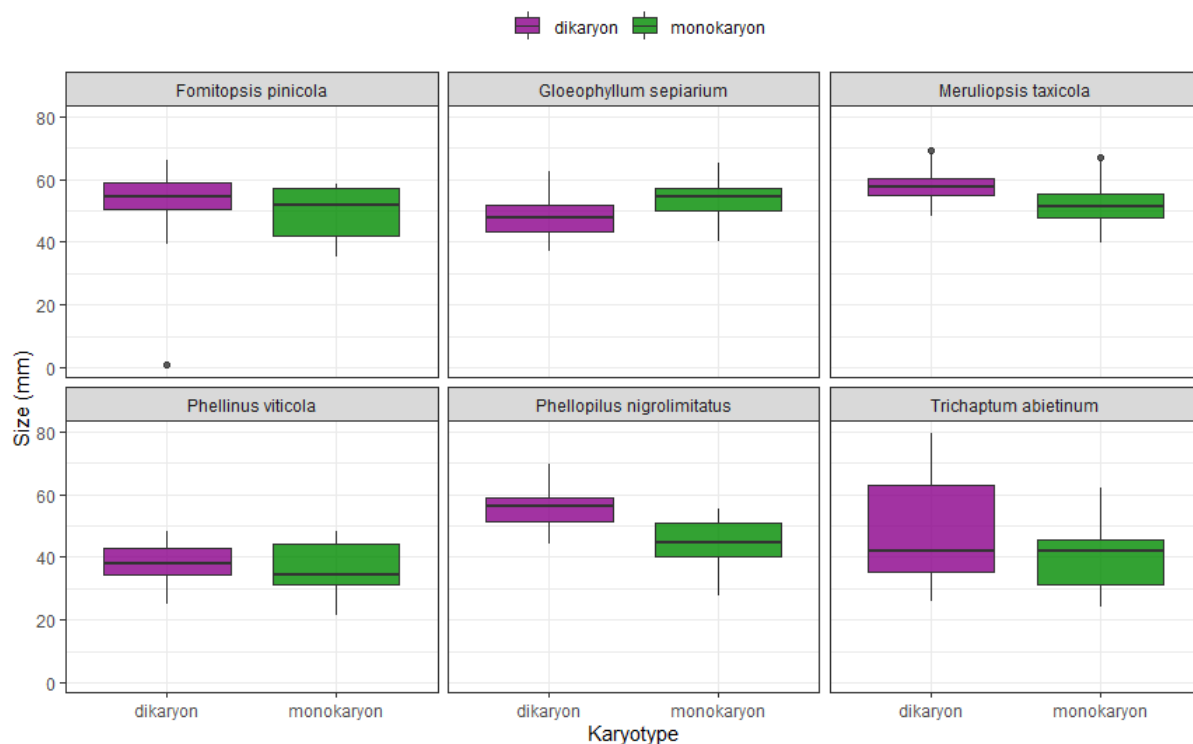 dikaryon monokaryon
Fomitopsis pinicola Gloeophyllum sepiarium Meruliopsis taxicola
80
60
40
20
0
Size (mm)
Phellinus viticola Phellopilus nigrolimitatus Trichaptum abietinum
80
60
40
20
0
dikaryon monokaryon dikaryon monokaryon dikaryon monokaryon
Karyotype